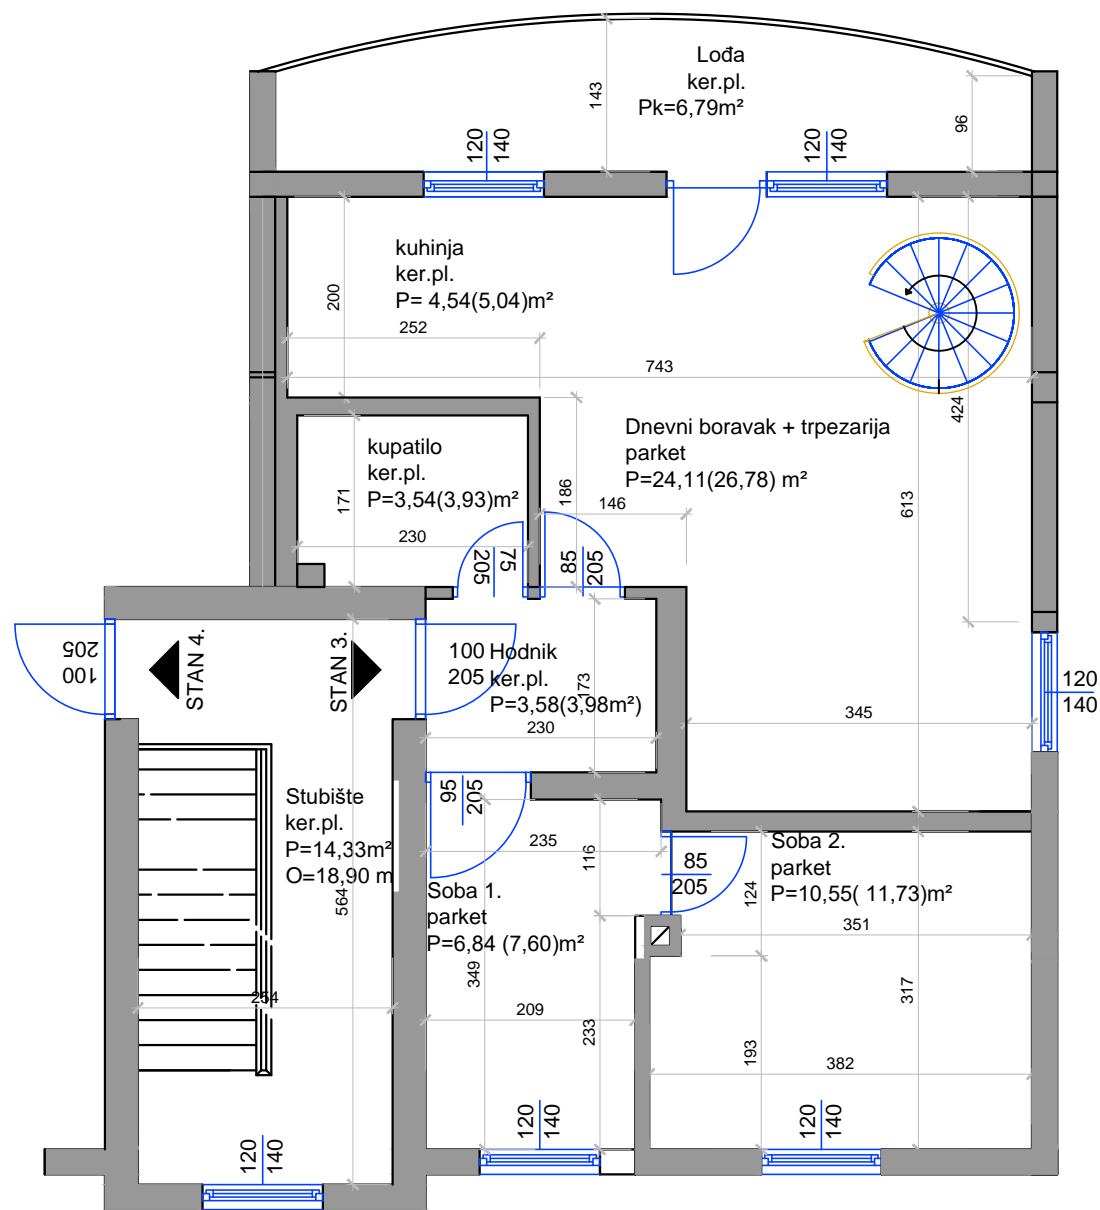 Lođa
ker.pl.
Pk=6,79m²
143
96
120
140
120
140
kuhinja
ker.pl.
P= 4,54(5,04)m²
200
252
743
424
Dnevni boravak + trpezarija
parket
P=24,11(26,78) m²
kupatilo
ker.pl.
P=3,54(3,93)m²
171
186
146
613
230
75
205
85
205
100
205
STAN 4.
STAN 3.
100
205
Hodnik
ker.pl.
P=3,58(3,98m²)
173
230
345
120
140
95
205
Stubište
ker.pl.
P=14,33m²
O=18,90 m
564
235
116
85
205
Soba 2.
parket
P=10,55( 11,73)m²
124
351
Soba 1.
parket
P=6,84 (7,60)m²
349
254
209
233
317
193
382
120
140
120
140
120
140